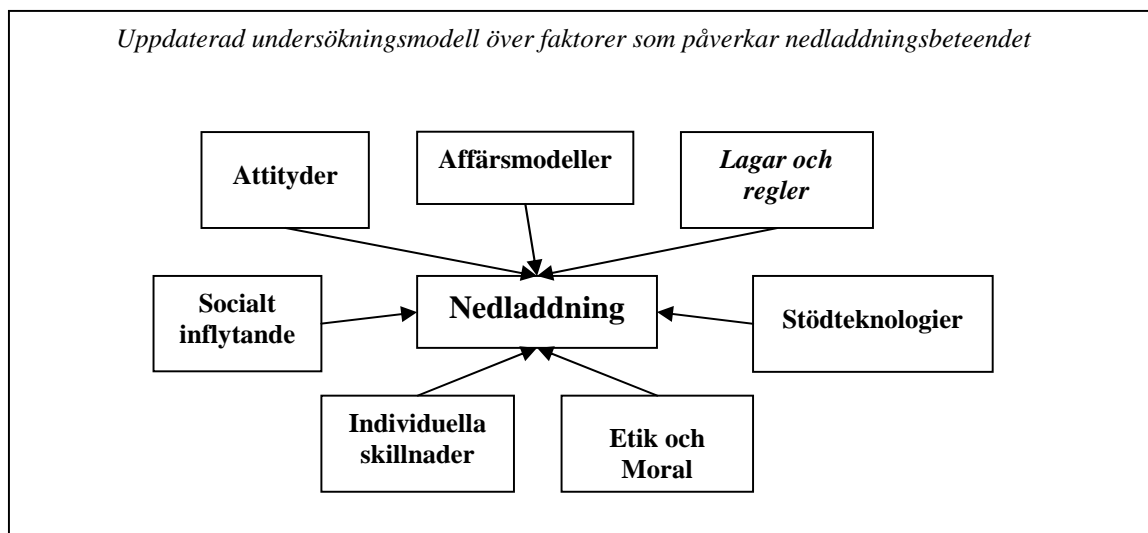 Uppdaterad undersökningsmodell över faktorer som påverkar nedladdningsbeteendet
Attityder
Affärsmodeller
Lagar och
regler
Socialt
inflytande
Nedladdning
Stödteknologier
Individuella
skillnader
Etik och
Moral